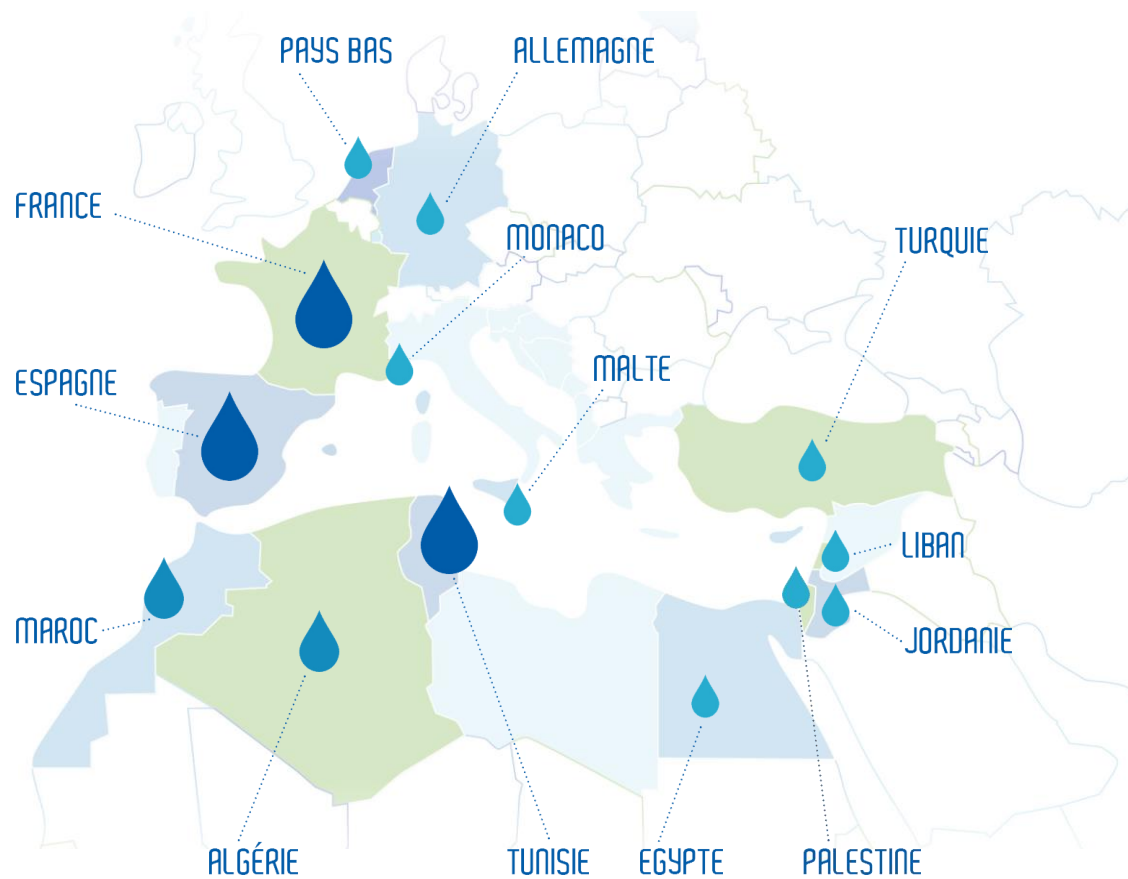 PAYS BAS
ALLEMAGNE
FRANCE
MONACO
TURQUIE
ESPAGNE
MALTE
LIBAN
MAROC
JORDANIE
ALGÉRIE
TUNISIE
EGYPTE
PALESTINE